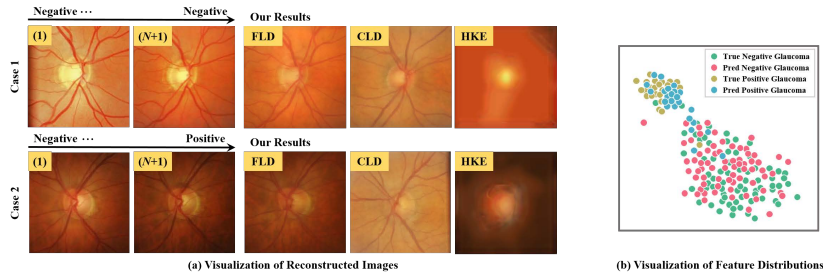 Negative ··· Negative Our Results
Case 1
(1) (N+1) FLD CLD HKE
Negative ··· Positive Our Results
Case 2
(1) (N+1) FLD CLD HKE
(a) Visualization of Reconstructed Images
True Negative Glaucoma
Pred Negative Glaucoma
True Positive Glaucoma
Pred Positive Glaucoma
(b) Visualization of Feature Distributions